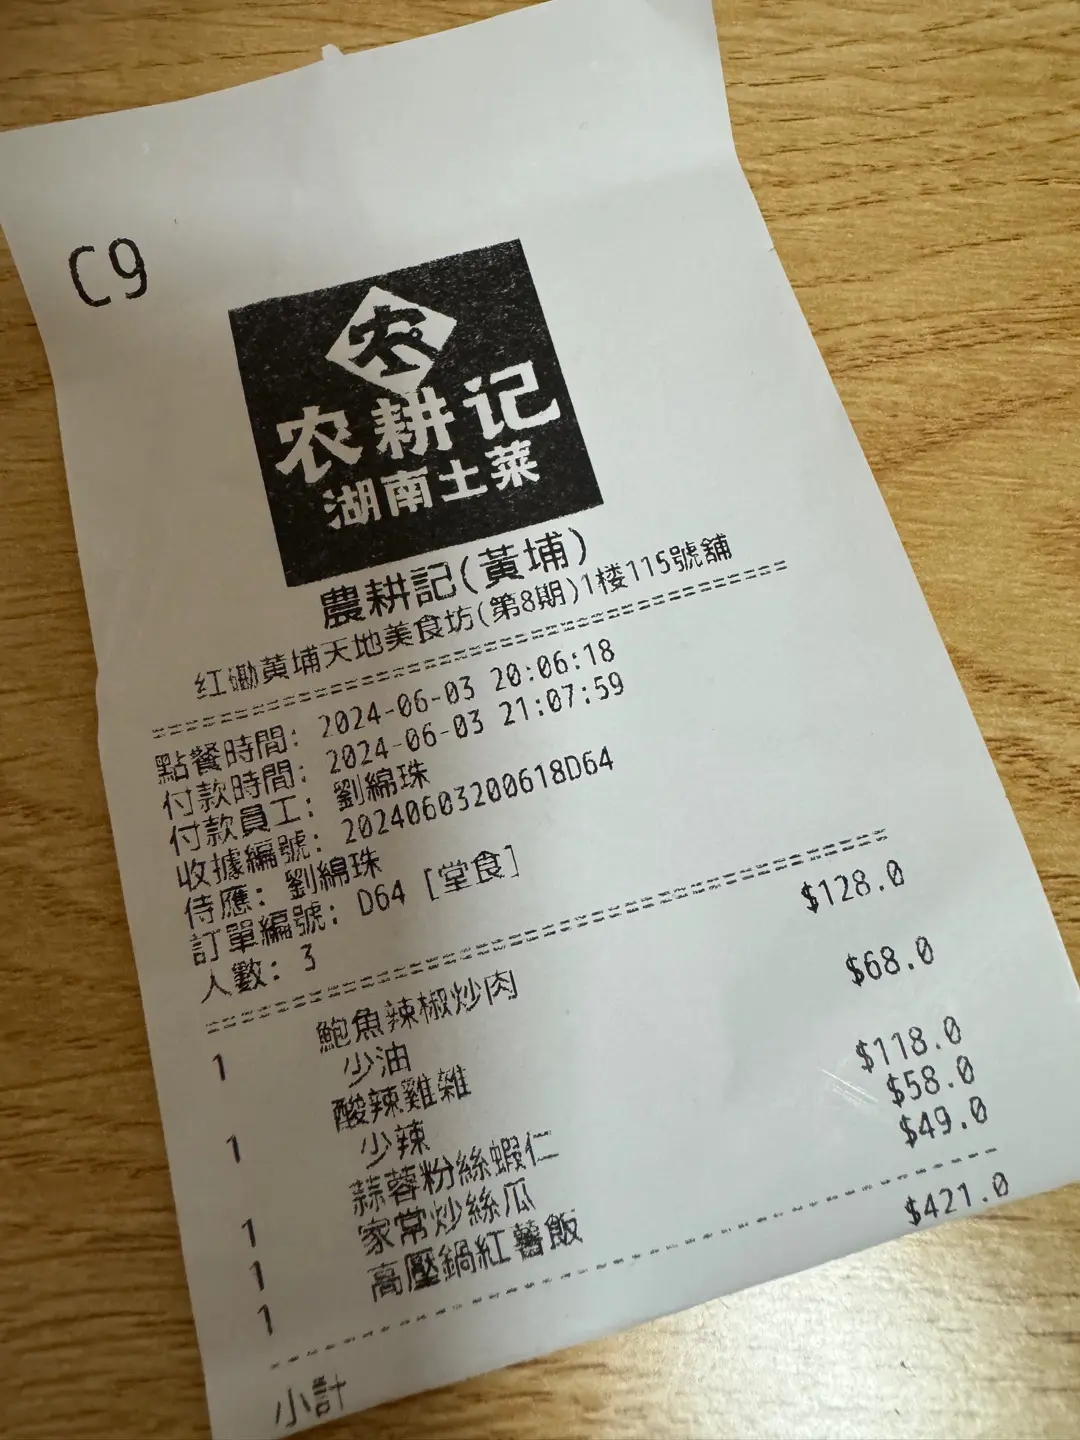 C9
农
农耕记
湖南土菜
農耕記(黃埔)
红磡黄埔天地美食坊(第8期)1楼115號舖
點餐時間: 2024-06-03 20:06:18
付款時間: 2024-06-03 21:07:59
付款員工: 劉綿珠
收據編號: 20240603200618D64
侍應: 劉綿珠
訂單編號: D64 [堂食]
人數: 3
1 鮑魚辣椒炒肉 $128.0
少油
1 酸辣雞雜 $68.0
少辣
1 蒜蓉粉絲蝦仁 $118.0
1 家常炒絲瓜 $58.0
1 高壓鍋紅薯飯 $49.0
小計 $421.0